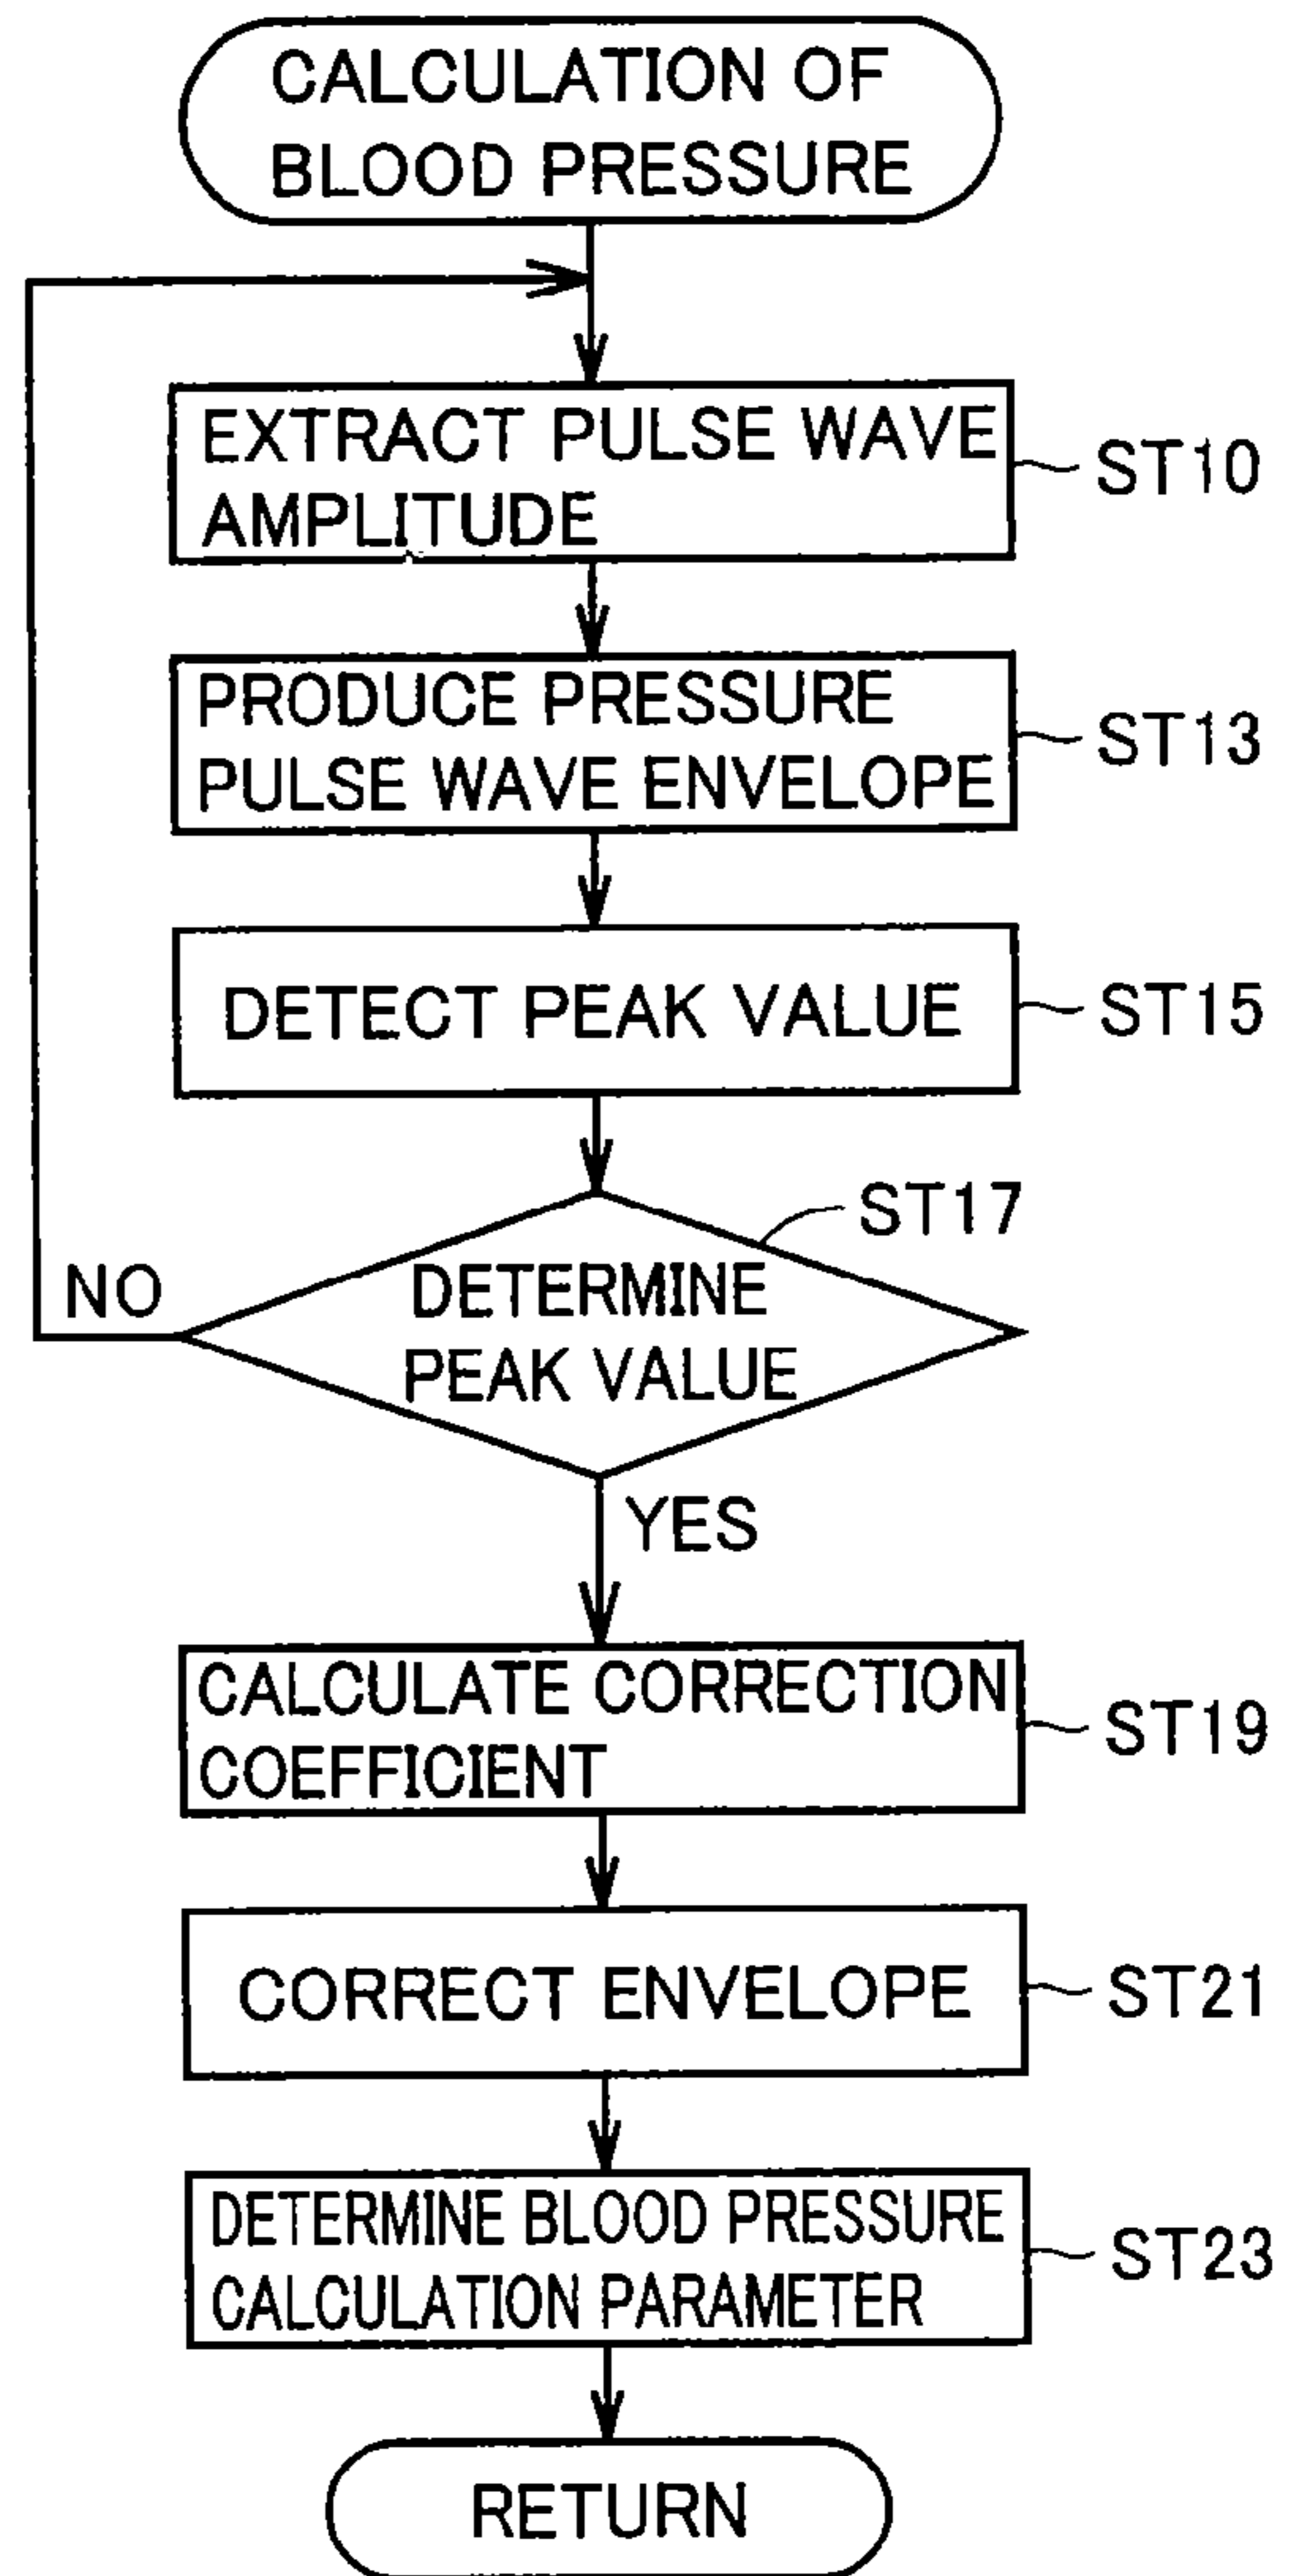 CALCULATION OF
BLOOD PRESSURE
EXTRACT PULSE WAVE
AMPLITUDE
ST10
PRODUCE PRESSURE
PULSE WAVE ENVELOPE
ST13
DETECT PEAK VALUE
ST15
ST17
NO
DETERMINE
PEAK VALUE
YES
CALCULATE CORRECTION
COEFFICIENT
ST19
CORRECT ENVELOPE
ST21
DETERMINE BLOOD PRESSURE
CALCULATION PARAMETER
ST23
RETURN